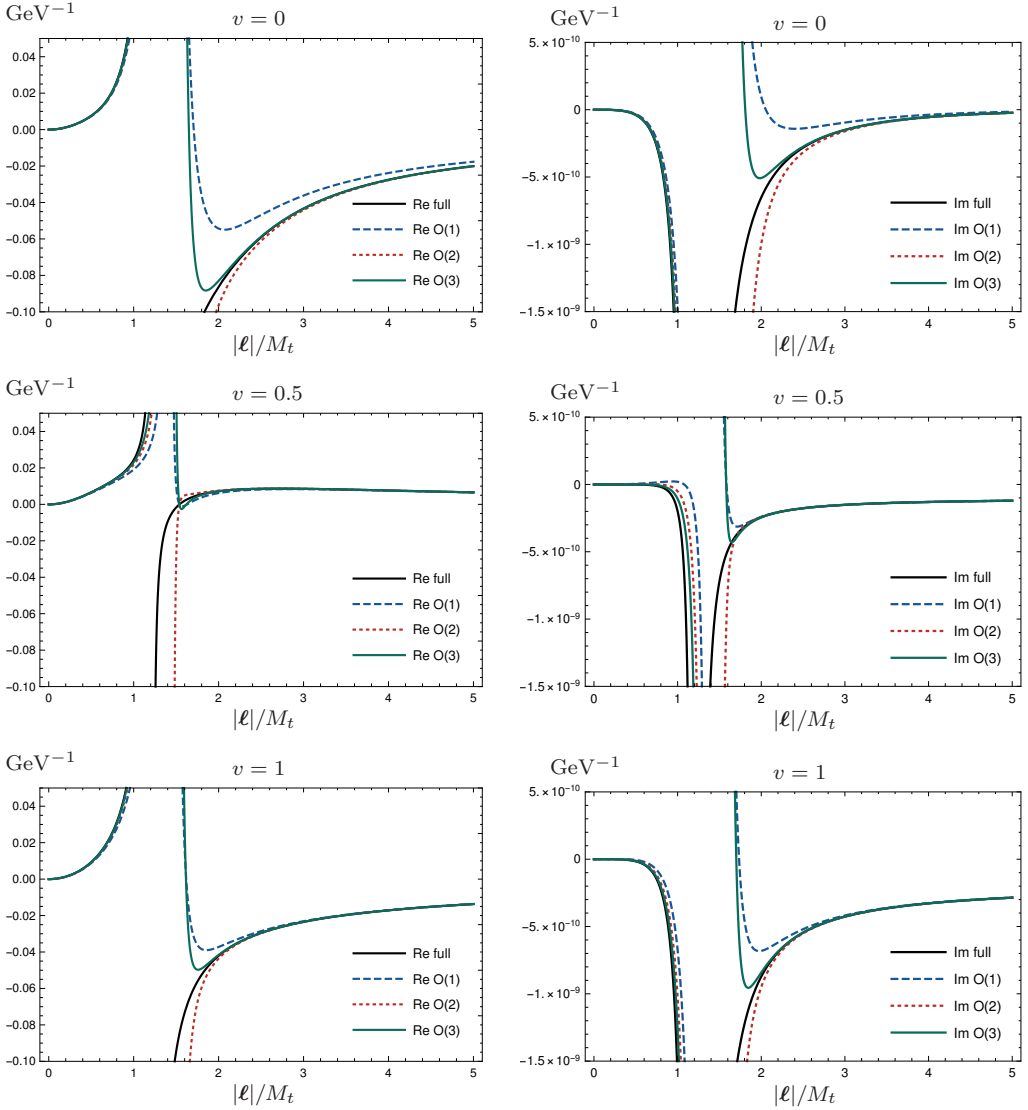 GeV⁻¹
v = 0
0.04
0.02
0.00
−0.02
−0.04
−0.06
−0.08
−0.10
0 1 2 3 4 5
Re full
Re O(1)
Re O(2)
Re O(3)
|ℓ|/Mₜ
GeV⁻¹
v = 0
5.×10⁻¹⁰
0
−5.×10⁻¹⁰
−1.×10⁻⁹
−1.5×10⁻⁹
0 1 2 3 4 5
Im full
Im O(1)
Im O(2)
Im O(3)
|ℓ|/Mₜ
GeV⁻¹
v = 0.5
0.04
0.02
0.00
−0.02
−0.04
−0.06
−0.08
−0.10
0 1 2 3 4 5
Re full
Re O(1)
Re O(2)
Re O(3)
|ℓ|/Mₜ
GeV⁻¹
v = 0.5
5.×10⁻¹⁰
0
−5.×10⁻¹⁰
−1.×10⁻⁹
−1.5×10⁻⁹
0 1 2 3 4 5
Im full
Im O(1)
Im O(2)
Im O(3)
|ℓ|/Mₜ
GeV⁻¹
v = 1
0.04
0.02
0.00
−0.02
−0.04
−0.06
−0.08
−0.10
0 1 2 3 4 5
Re full
Re O(1)
Re O(2)
Re O(3)
|ℓ|/Mₜ
GeV⁻¹
v = 1
5.×10⁻¹⁰
0
−5.×10⁻¹⁰
−1.×10⁻⁹
−1.5×10⁻⁹
0 1 2 3 4 5
Im full
Im O(1)
Im O(2)
Im O(3)
|ℓ|/Mₜ